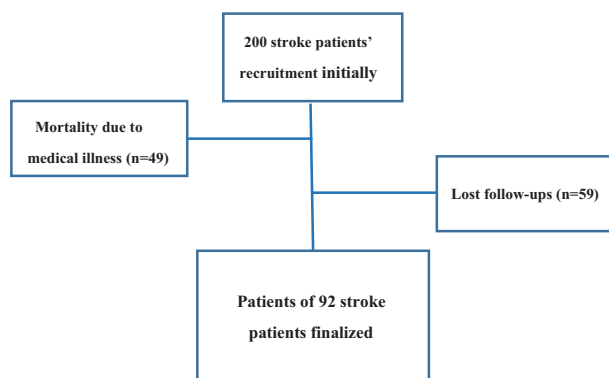 200 stroke patients’
recruitment initially
Mortality due to
medical illness (n=49)
Lost follow-ups (n=59)
Patients of 92 stroke
patients finalized